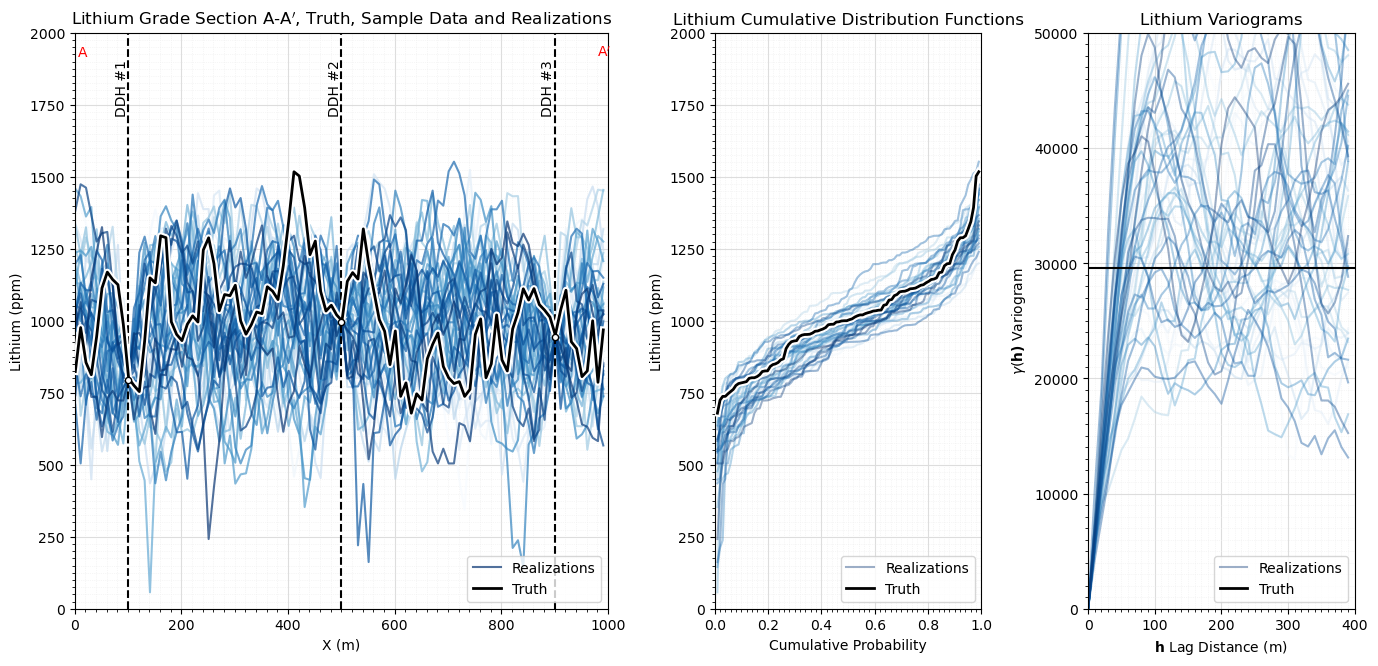 Lithium Grade Section A-A′, Truth, Sample Data and Realizations
Lithium Cumulative Distribution Functions
Lithium Variograms
2000
1750
1500
1250
1000
750
500
250
0
Lithium (ppm)
A
A
DDH #1
DDH #2
DDH #3
Realizations
Truth
0
200
400
600
800
1000
X (m)
2000
1750
1500
1250
1000
750
500
250
0
Lithium (ppm)
Realizations
Truth
0.0
0.2
0.4
0.6
0.8
1.0
Cumulative Probability
50000
40000
30000
20000
10000
0
γ(h) Variogram
Realizations
Truth
0
100
200
300
400
h Lag Distance (m)